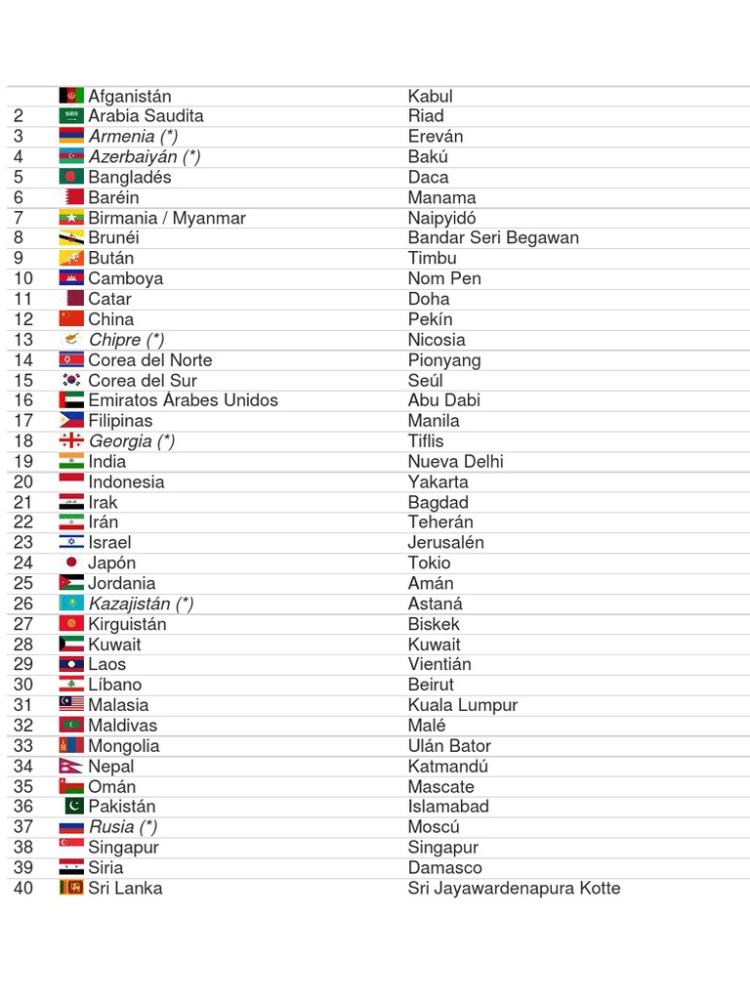 Afganistán Kabul
2 Arabia Saudita Riad
3 Armenia (*) Ereván
4 Azerbaiyán (*) Bakú
5 Bangladés Daca
6 Baréin Manama
7 Birmania / Myanmar Naipyidó
8 Brunéi Bandar Seri Begawan
9 Bután Timbu
10 Camboya Nom Pen
11 Catar Doha
12 China Pekín
13 Chipre (*) Nicosia
14 Corea del Norte Pionyang
15 Corea del Sur Seúl
16 Emiratos Árabes Unidos Abu Dabi
17 Filipinas Manila
18 Georgia (*) Tiflis
19 India Nueva Delhi
20 Indonesia Yakarta
21 Irak Bagdad
22 Irán Teherán
23 Israel Jerusalén
24 Japón Tokio
25 Jordania Amán
26 Kazajistán (*) Astaná
27 Kirguistán Biskek
28 Kuwait Kuwait
29 Laos Vientián
30 Líbano Beirut
31 Malasia Kuala Lumpur
32 Maldivas Malé
33 Mongolia Ulán Bator
34 Nepal Katmandú
35 Omán Mascate
36 Pakistán Islamabad
37 Rusia (*) Moscú
38 Singapur Singapur
39 Siria Damasco
40 Sri Lanka Sri Jayawardenapura Kotte